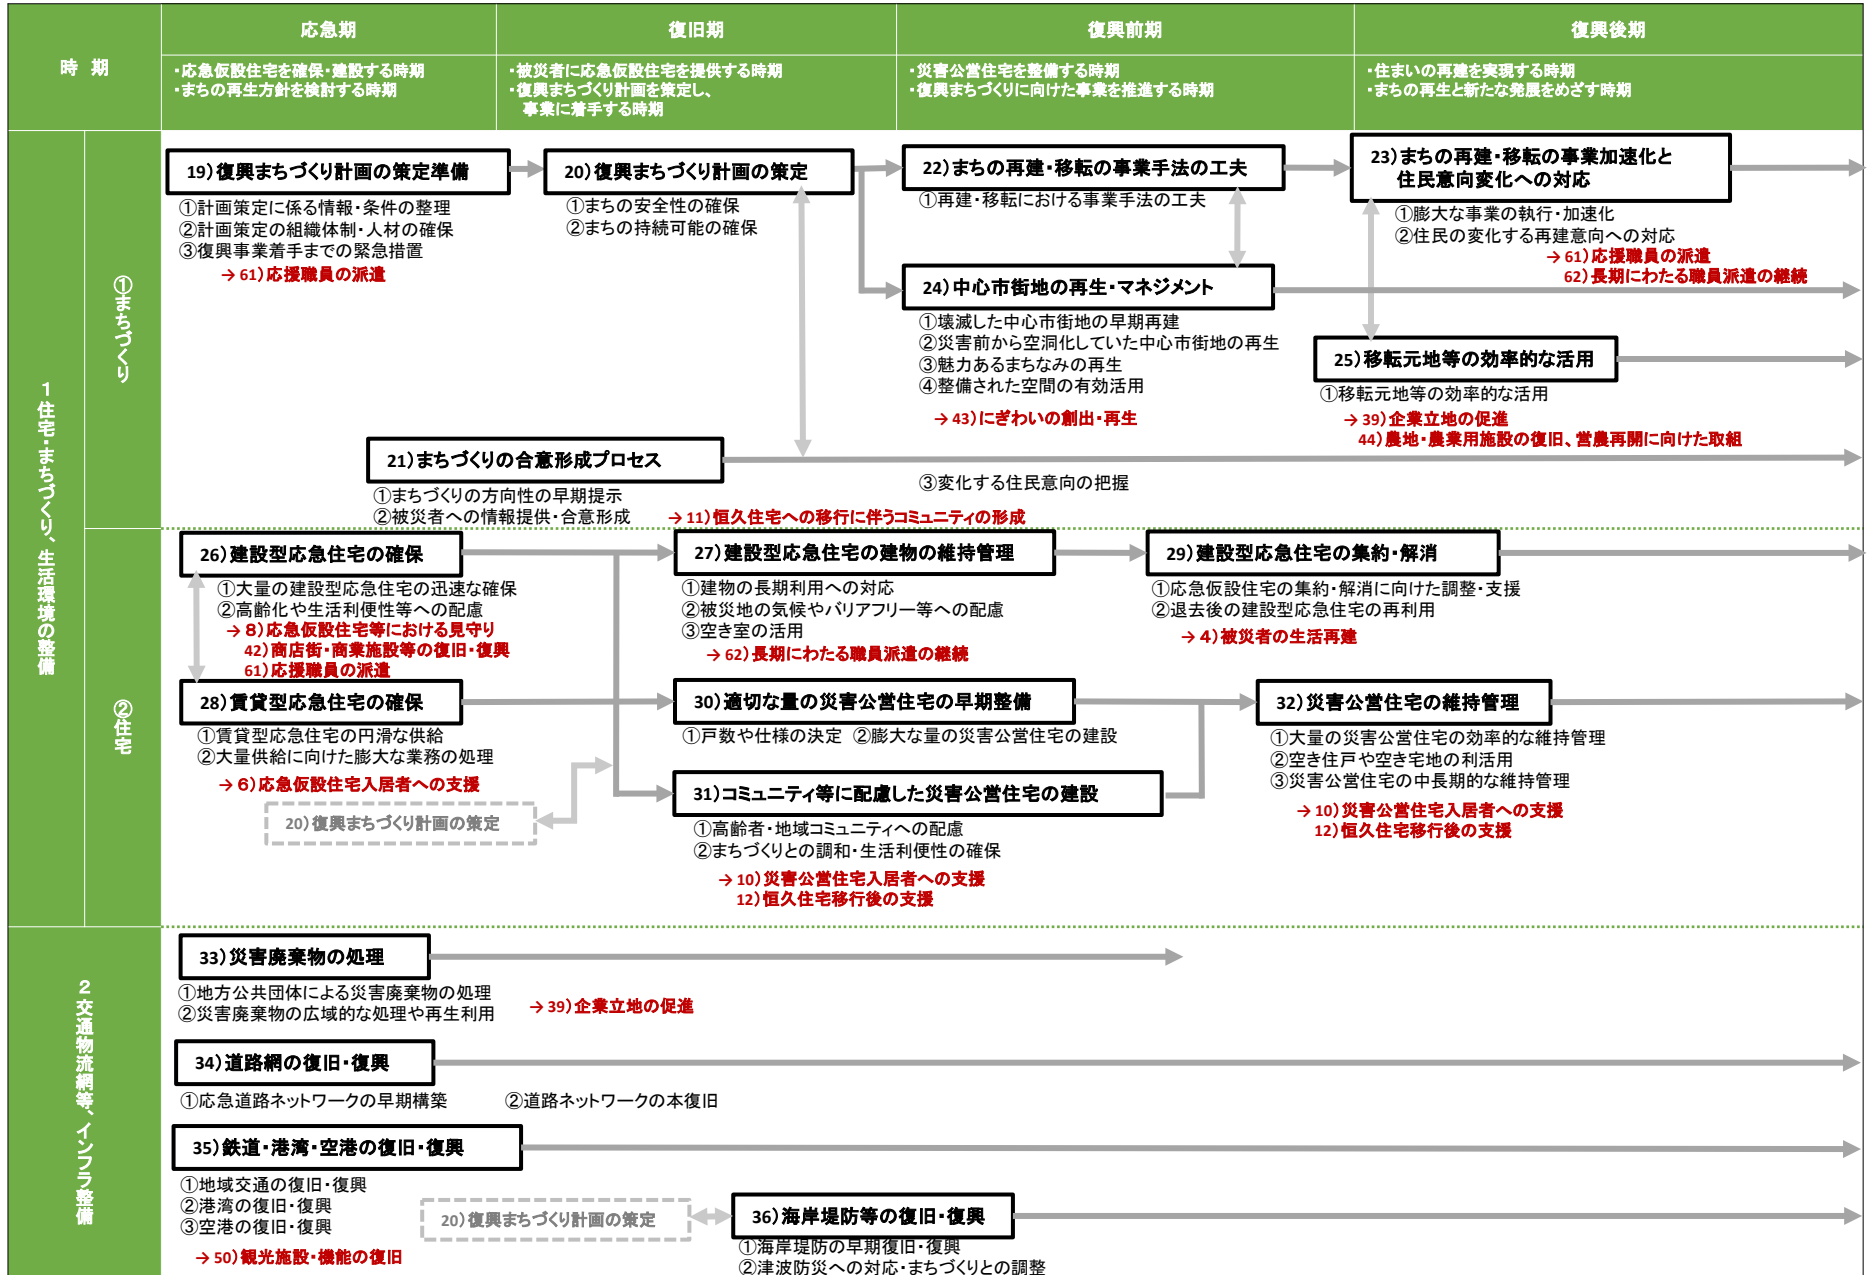 時 期
応急期
・応急仮設住宅を確保・建設する時期
・まちの再生方針を検討する時期
復旧期
・被災者に応急仮設住宅を提供する時期
・復興まちづくり計画を策定し、
事業に着手する時期
復興前期
・災害公営住宅を整備する時期
・復興まちづくりに向けた事業を推進する時期
復興後期
・住まいの再建を実現する時期
・まちの再生と新たな発展をめざす時期
1 住宅・まちづくり、生活環境の整備
①まちづくり
19)復興まちづくり計画の策定準備
①計画策定に係る情報・条件の整理
②計画策定の組織体制・人材の確保
③復興事業着手までの緊急措置
→ 61)応援職員の派遣
20)復興まちづくり計画の策定
①まちの安全性の確保
②まちの持続可能の確保
22)まちの再建・移転の事業手法の工夫
①再建・移転における事業手法の工夫
23)まちの再建・移転の事業加速化と
住民意向変化への対応
①膨大な事業の執行・加速化
②住民の変化する再建意向への対応
→ 61)応援職員の派遣
62)長期にわたる職員派遣の継続
24)中心市街地の再生・マネジメント
①壊滅した中心市街地の早期再建
②災害前から空洞化していた中心市街地の再生
③魅力あるまちなみの再生
④整備された空間の有効活用
→ 43)にぎわいの創出・再生
25)移転元地等の効率的な活用
①移転元地等の効率的な活用
→ 39)企業立地の促進
44)農地・農業用施設の復旧、営農再開に向けた取組
21)まちづくりの合意形成プロセス
①まちづくりの方向性の早期提示
②被災者への情報提供・合意形成
→ 11)恒久住宅への移行に伴うコミュニティの形成
③変化する住民意向の把握
②住宅
26)建設型応急住宅の確保
①大量の建設型応急住宅の迅速な確保
②高齢化や生活利便性等への配慮
→ 8)応急仮設住宅等における見守り
42)商店街・商業施設等の復旧・復興
61)応援職員の派遣
27)建設型応急住宅の建物の維持管理
①建物の長期利用への対応
②被災地の気候やバリアフリー等への配慮
③空き室の活用
→ 62)長期にわたる職員派遣の継続
29)建設型応急住宅の集約・解消
①応急仮設住宅の集約・解消に向けた調整・支援
②退去後の建設型応急住宅の再利用
→ 4)被災者の生活再建
28)賃貸型応急住宅の確保
①賃貸型応急住宅の円滑な供給
②大量供給に向けた膨大な業務の処理
→ 6)応急仮設住宅入居者への支援
20)復興まちづくり計画の策定
30)適切な量の災害公営住宅の早期整備
①戸数や仕様の決定 ②膨大な量の災害公営住宅の建設
31)コミュニティ等に配慮した災害公営住宅の建設
①高齢者・地域コミュニティへの配慮
②まちづくりとの調和・生活利便性の確保
→ 10)災害公営住宅入居者への支援
12)恒久住宅移行後の支援
32)災害公営住宅の維持管理
①大量の災害公営住宅の効率的な維持管理
②空き住戸や空き宅地の利活用
③災害公営住宅の中長期的な維持管理
→ 10)災害公営住宅入居者への支援
12)恒久住宅移行後の支援
2 交通物流網等、インフラ整備
33)災害廃棄物の処理
①地方公共団体による災害廃棄物の処理
②災害廃棄物の広域的な処理や再生利用
→ 39)企業立地の促進
34)道路網の復旧・復興
①応急道路ネットワークの早期構築 ②道路ネットワークの本復旧
35)鉄道・港湾・空港の復旧・復興
①地域交通の復旧・復興
②港湾の復旧・復興
③空港の復旧・復興
→ 50)観光施設・機能の復旧
20)復興まちづくり計画の策定
36)海岸堤防等の復旧・復興
①海岸堤防の早期復旧・復興
②津波防災への対応・まちづくりとの調整